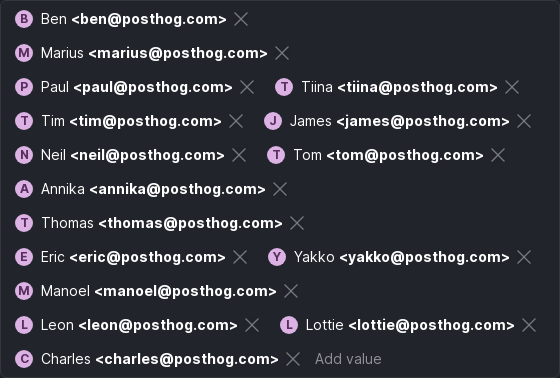 B Ben <ben@posthog.com>
M Marius <marius@posthog.com>
P Paul <paul@posthog.com> T Tiina <tiina@posthog.com>
T Tim <tim@posthog.com> J James <james@posthog.com>
N Neil <neil@posthog.com> T Tom <tom@posthog.com>
A Annika <annika@posthog.com>
T Thomas <thomas@posthog.com>
E Eric <eric@posthog.com> Y Yakko <yakko@posthog.com>
M Manoel <manoel@posthog.com>
L Leon <leon@posthog.com> L Lottie <lottie@posthog.com>
C Charles <charles@posthog.com> Add value